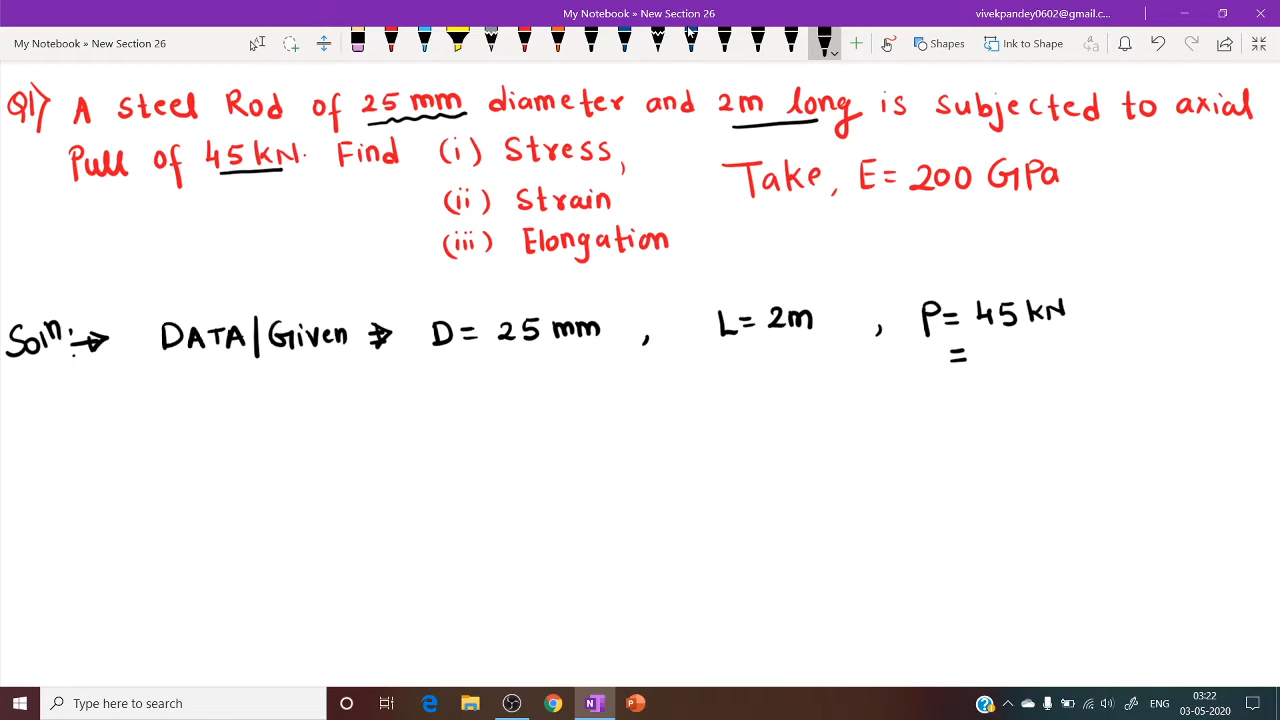 My Notebook » New Section 26
vivekpandey0602@gmail.c...
My Notebook » New Section 26
Shapes
Ink to Shape
Q1) A Steel Rod of 25 mm diameter and 2m long is subjected to axial
Pull of 45 kN. Find (i) Stress,
Take, E = 200 GPa
(ii) Strain
(iii) Elongation
Soln:→ DATA|Given → D = 25 mm , L = 2m , P = 45 kN
=
Type here to search
ENG
03:22
03-05-2020